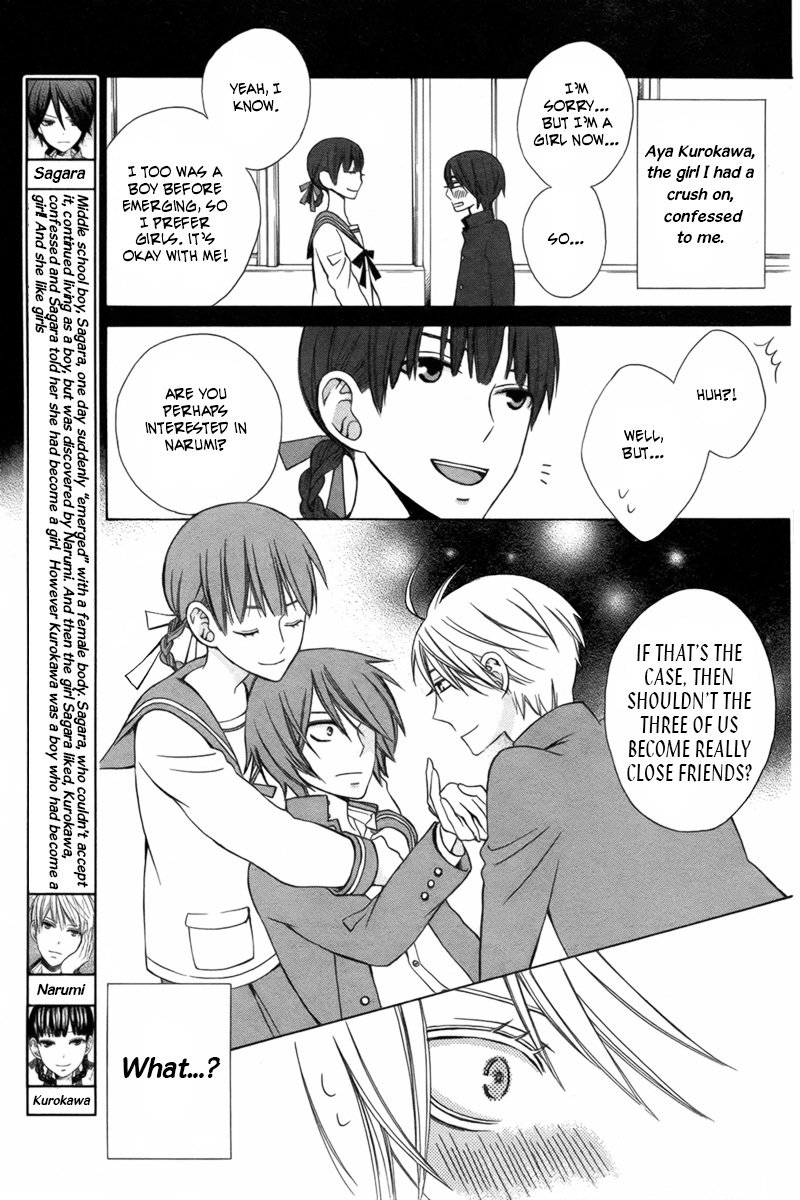 Aya Kurokawa,
the girl I had a
crush on,
confessed
to me.
I'M
SORRY...
BUT I'M A
GIRL NOW...
SO...
YEAH, I
KNOW.
I TOO WAS A
BOY BEFORE
EMERGING, SO
I PREFER
GIRLS. IT'S
OKAY WITH ME!
HUH?!
WELL,
BUT...
ARE YOU
PERHAPS
INTERESTED IN
NARUMI?
IF THAT'S THE
CASE, THEN
SHOULDN'T THE
THREE OF US
BECOME REALLY
CLOSE FRIENDS?
What...?
Sagara
Middle school boy, Sagara, one day suddenly "emerged" with a female body. Sagara, who couldn't accept
it, continued living as a boy, but was discovered by Narumi. And then the girl Sagara liked, Kurokawa,
confessed and Sagara told her she had become a girl. However Kurokawa was a boy who had become a
girl! And she like girls
Narumi
Kurokawa